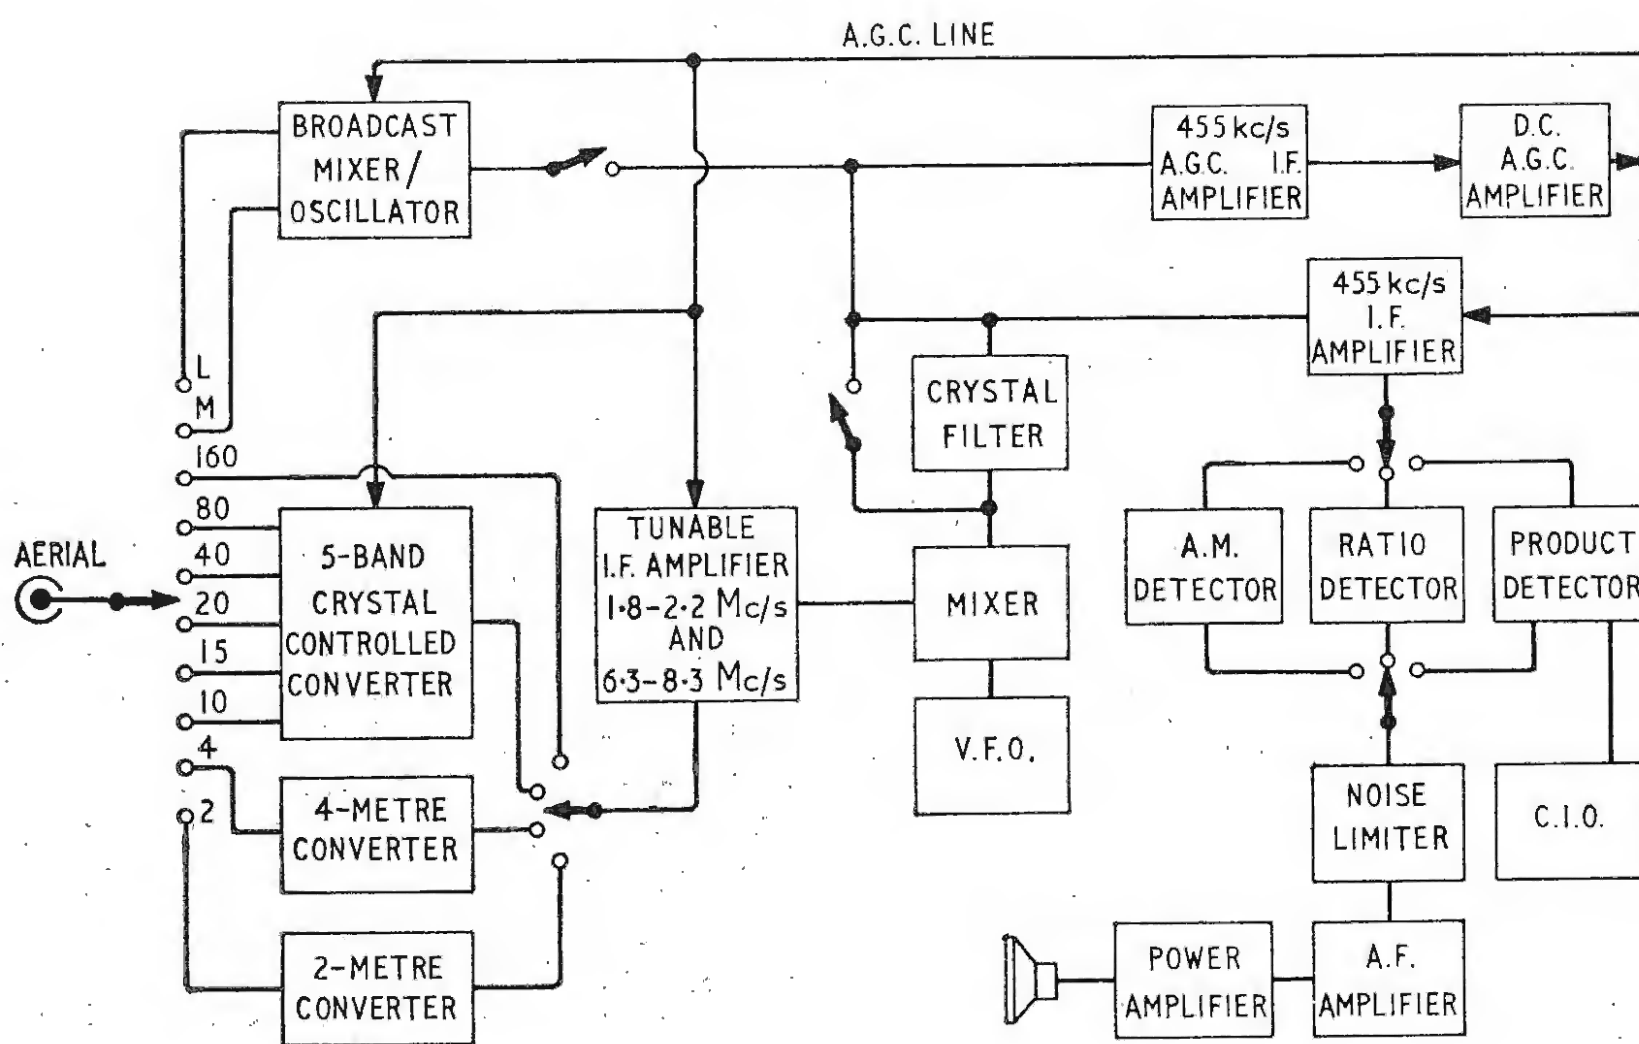 A.G.C. LINE
BROADCAST
MIXER/
OSCILLATOR
455 kc/s
A.G.C. I.F.
AMPLIFIER
D.C.
A.G.C.
AMPLIFIER
455 kc/s
I.F.
AMPLIFIER
L
M
160
80
40
20
15
10
4
2
AERIAL
5-BAND
CRYSTAL
CONTROLLED
CONVERTER
TUNABLE
I.F. AMPLIFIER
1·8-2·2 Mc/s
AND
6·3-8·3 Mc/s
CRYSTAL
FILTER
MIXER
V.F.O.
A.M.
DETECTOR
RATIO
DETECTOR
PRODUCT
DETECTOR
4-METRE
CONVERTER
2-METRE
CONVERTER
NOISE
LIMITER
C.I.O.
POWER
AMPLIFIER
A.F.
AMPLIFIER